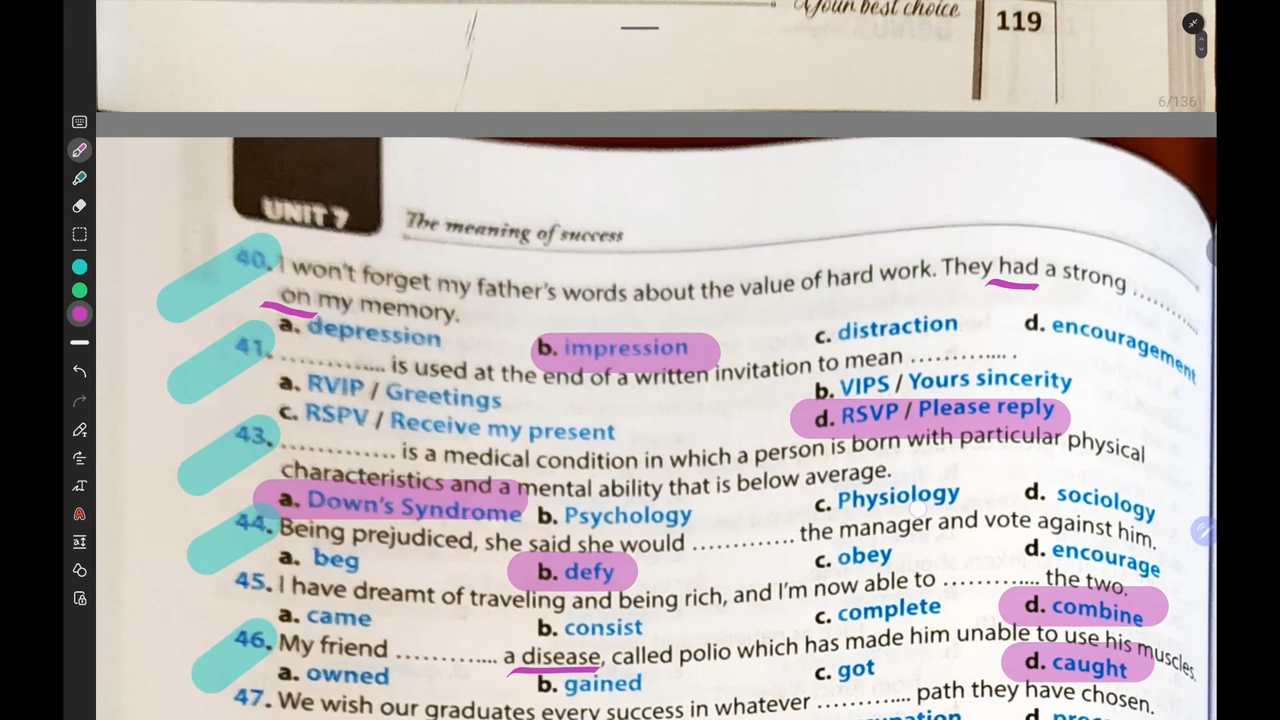 Your best choice
119
6/136
UNIT 7
The meaning of success
40. I won't forget my father's words about the value of hard work. They had a strong ............
on my memory.
a. depression b. impression c. distraction d. encouragement
41. ................ is used at the end of a written invitation to mean ............... .
a. RVIP / Greetings b. VIPS / Yours sincerity
c. RSPV / Receive my present d. RSVP / Please reply
43. ............. is a medical condition in which a person is born with particular physical
characteristics and a mental ability that is below average.
a. Down's Syndrome b. Psychology c. Physiology d. sociology
44. Being prejudiced, she said she would ............. the manager and vote against him.
a. beg b. defy c. obey d. encourage
45. I have dreamt of traveling and being rich, and I'm now able to ............. the two.
a. came b. consist c. complete d. combine
46. My friend .............. a disease, called polio which has made him unable to use his muscles.
a. owned b. gained c. got d. caught
47. We wish our graduates every success in whatever ............. path they have chosen.